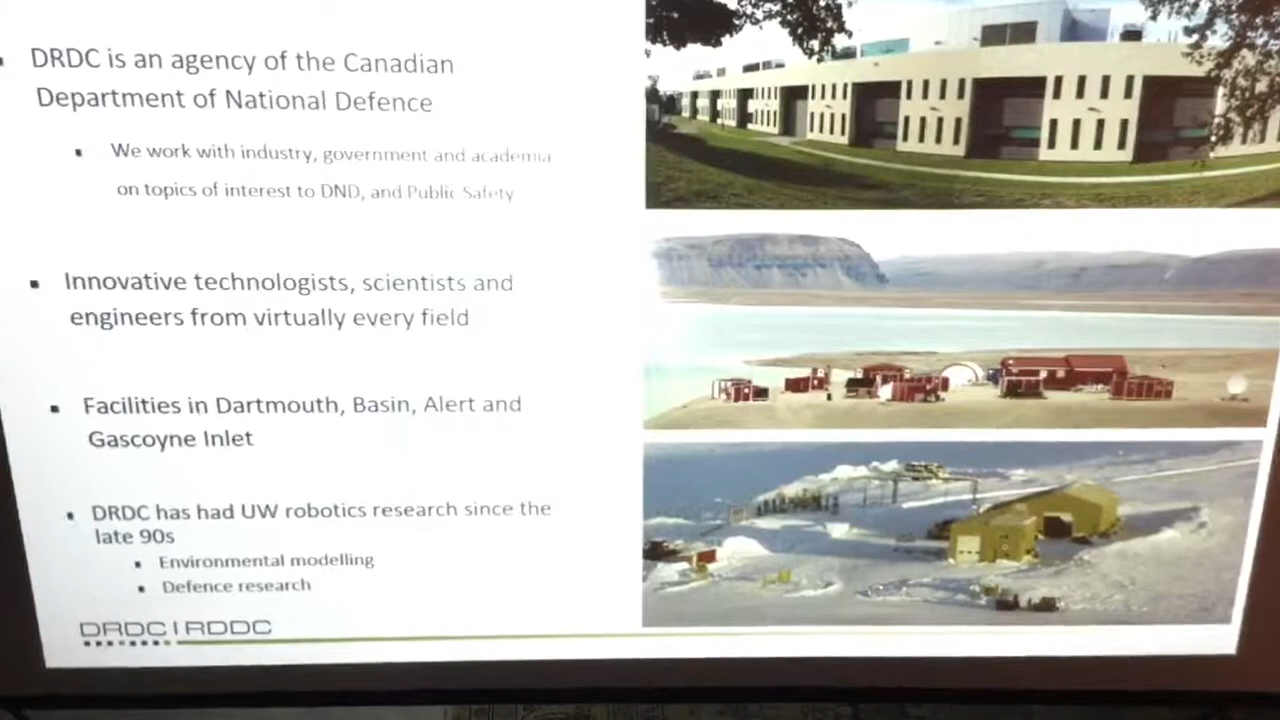 DRDC is an agency of the Canadian
Department of National Defence
We work with industry, government and academia
on topics of interest to DND, and Public Safety
Innovative technologists, scientists and
engineers from virtually every field
Facilities in Dartmouth, Basin, Alert and
Gascoyne Inlet
DRDC has had UW robotics research since the
late 90s
Environmental modelling
Defence research
DRDC | RDDC